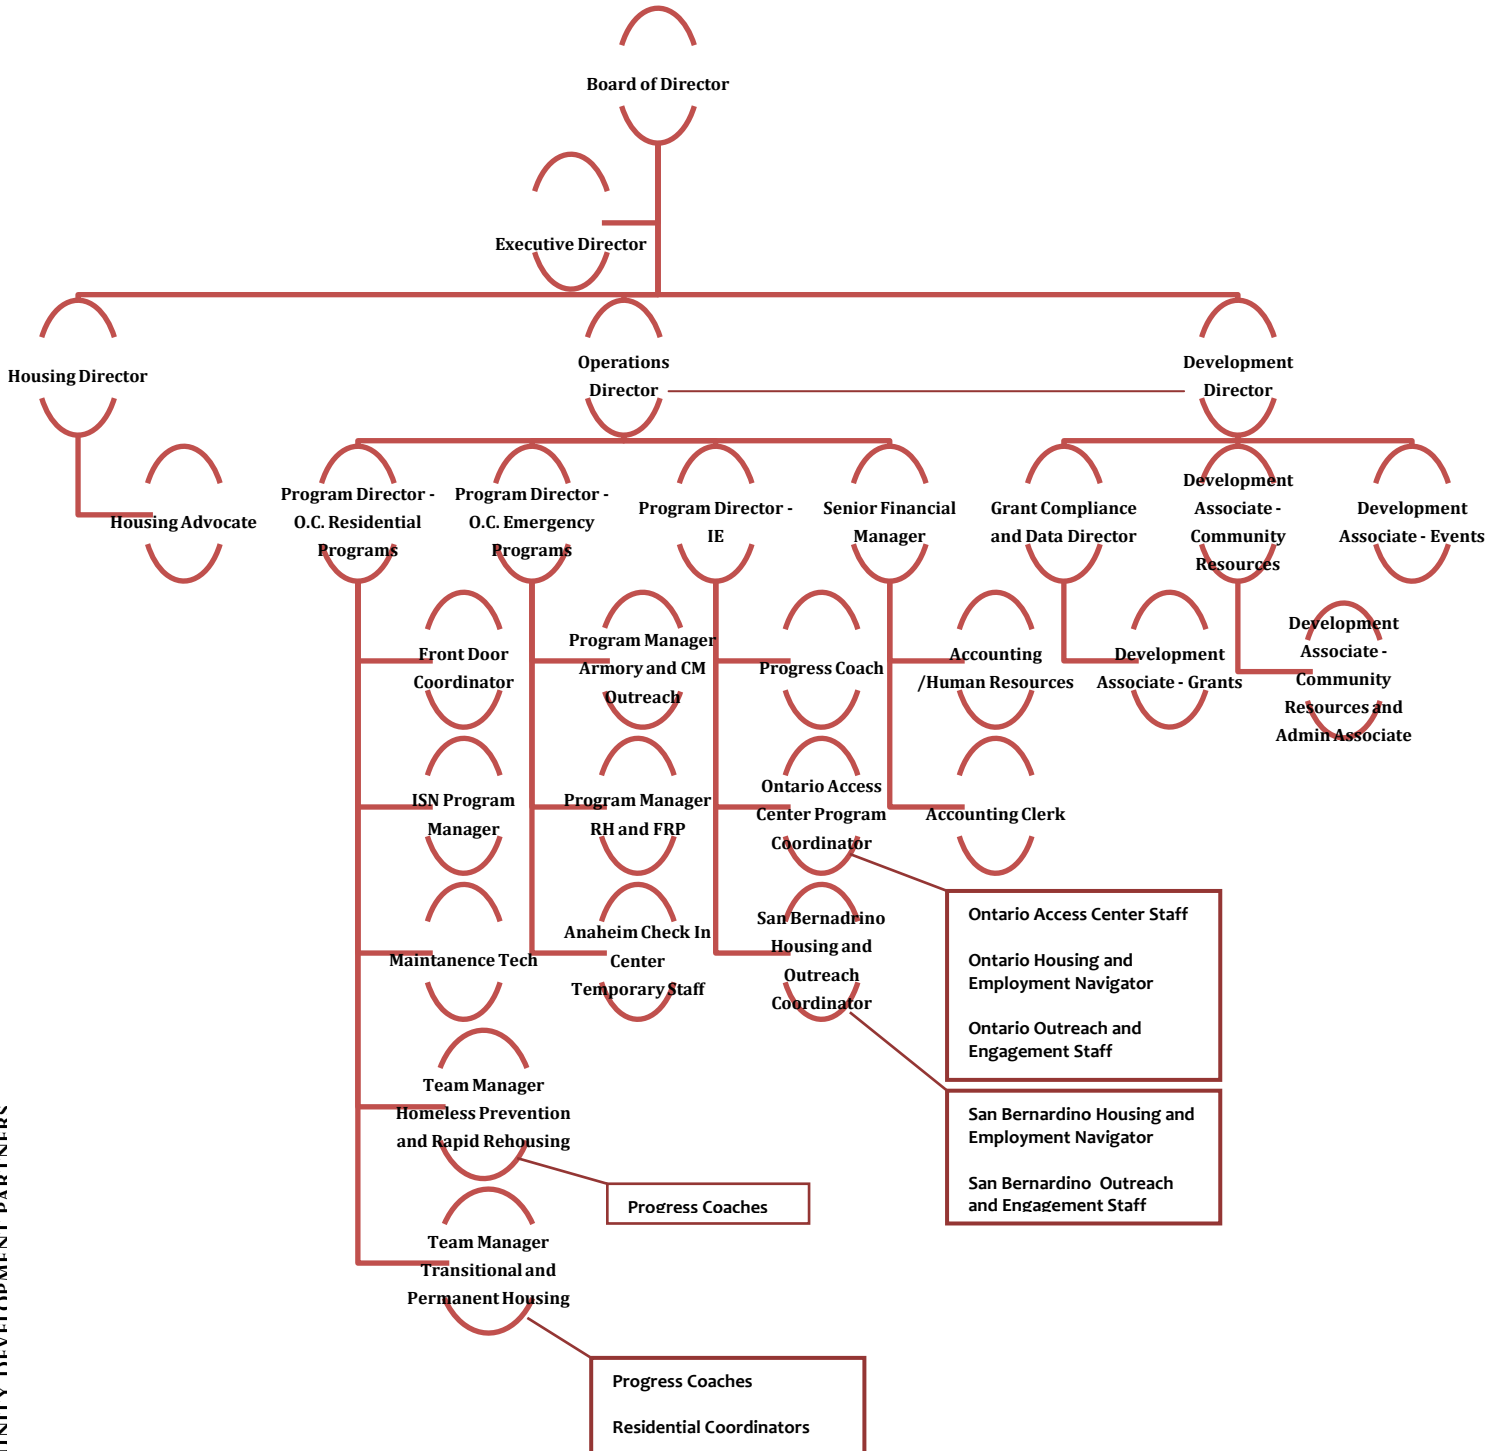 Board of Director
Executive Director
Housing Director
Operations
Director
Development
Director
Housing Advocate
Program Director -
O.C. Residential
Programs
Program Director -
O.C. Emergency
Programs
Program Director -
IE
Senior Financial
Manager
Grant Compliance
and Data Director
Development
Associate -
Community
Resources
Development
Associate - Events
Front Door
Coordinator
Program Manager
Armory and CM
Outreach
Progress Coach
Accounting
/Human Resources
Development
Associate - Grants
Development
Associate -
Community
Resources and
Admin Associate
ISN Program
Manager
Program Manager
RH and FRP
Ontario Access
Center Program
Coordinator
Accounting Clerk
Maintanence Tech
Anaheim Check In
Center
Temporary Staff
San Bernadrino
Housing and
Outreach
Coordinator
Ontario Access Center Staff
Ontario Housing and
Employment Navigator
Ontario Outreach and
Engagement Staff
Team Manager
Homeless Prevention
and Rapid Rehousing
San Bernardino Housing and
Employment Navigator
San Bernardino Outreach
and Engagement Staff
Progress Coaches
Team Manager
Transitional and
Permanent Housing
Progress Coaches
Residential Coordinators
DEVELOPMENT PARTNERS